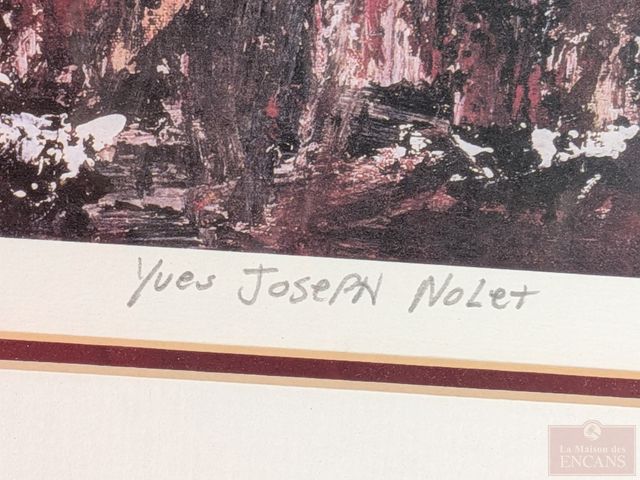 Yves Joseph Nolet
La Maison des
ENCANS